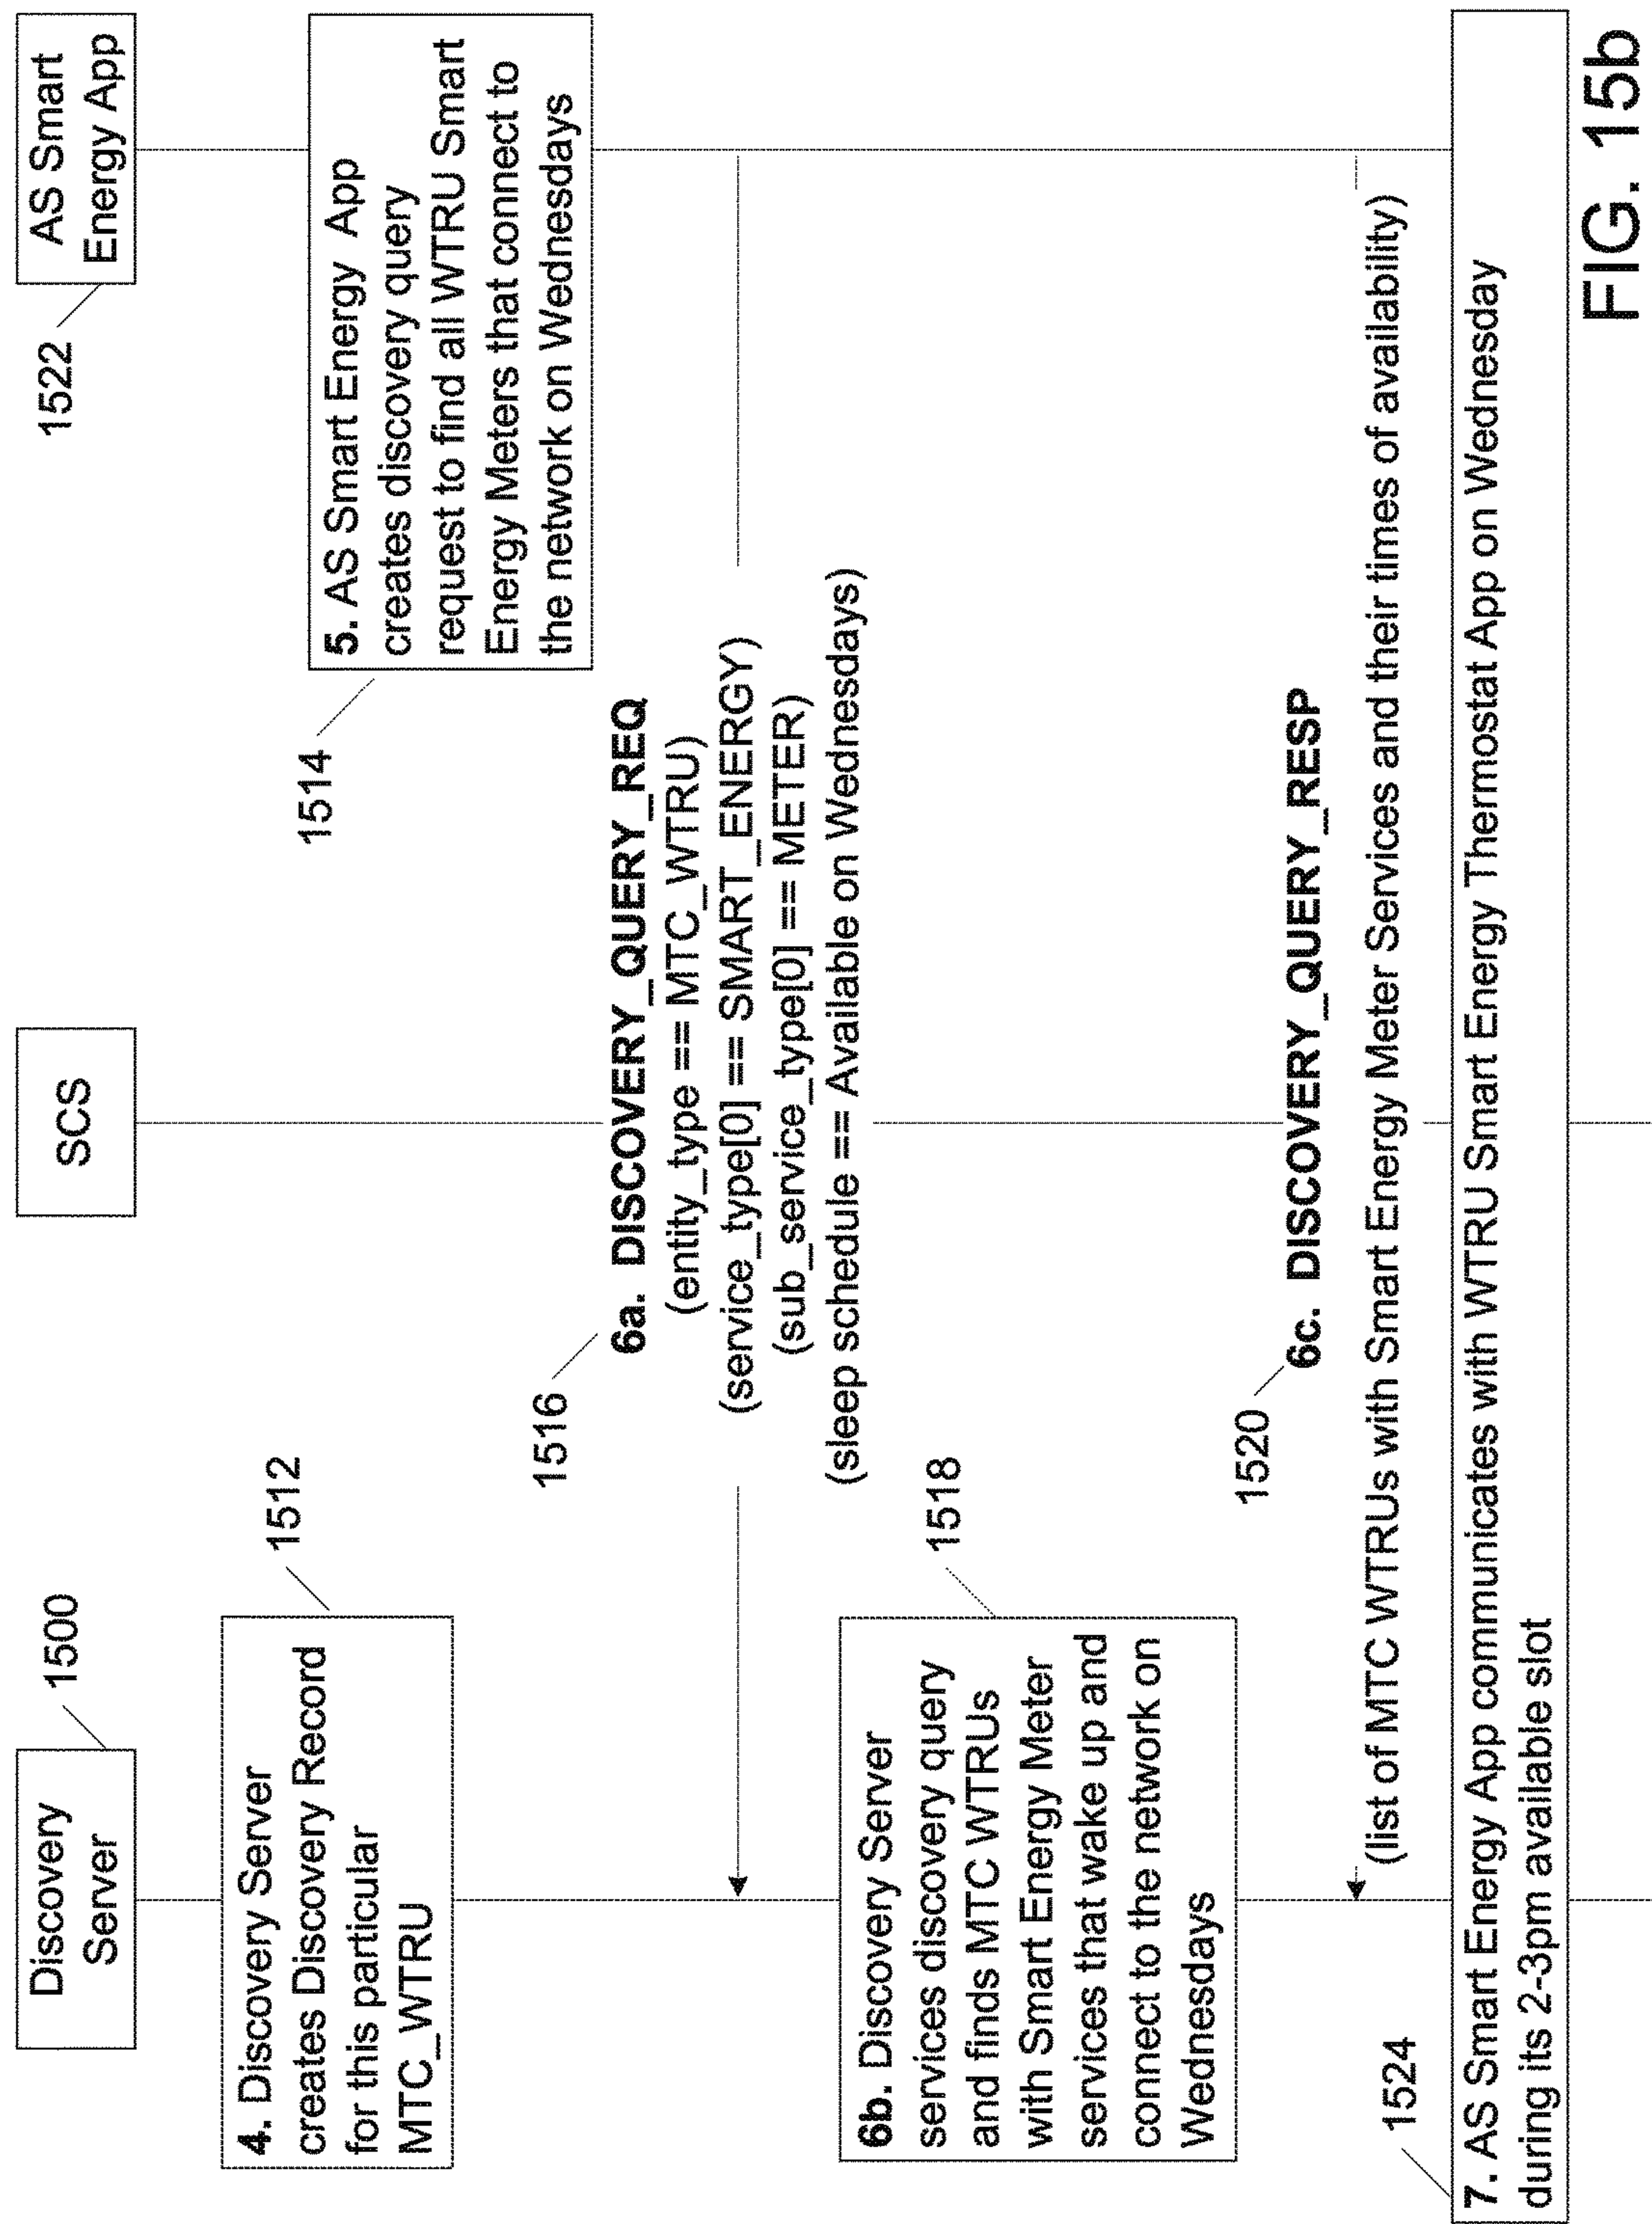 Discovery
Server
1500
SCS
AS Smart
Energy App
1522
4. Discovery Server
creates Discovery Record
for this particular
MTC_WTRU
1512
5. AS Smart Energy App
creates discovery query
request to find all WTRU Smart
Energy Meters that connect to
the network on Wednesdays
1514
1516
6a. DISCOVERY_QUERY_REQ
(entity_type == MTC_WTRU)
(service_type[0] == SMART_ENERGY)
(sub_service_type[0] == METER)
(sleep schedule == Available on Wednesdays)
6b. Discovery Server
services discovery query
and finds MTC WTRUs
with Smart Energy Meter
services that wake up and
connect to the network on
Wednesdays
1518
1520
6c. DISCOVERY_QUERY_RESP
(list of MTC WTRUs with Smart Energy Meter Services and their times of availability)
1524
7. AS Smart Energy App communicates with WTRU Smart Energy Thermostat App on Wednesday
during its 2-3pm available slot
FIG. 15b